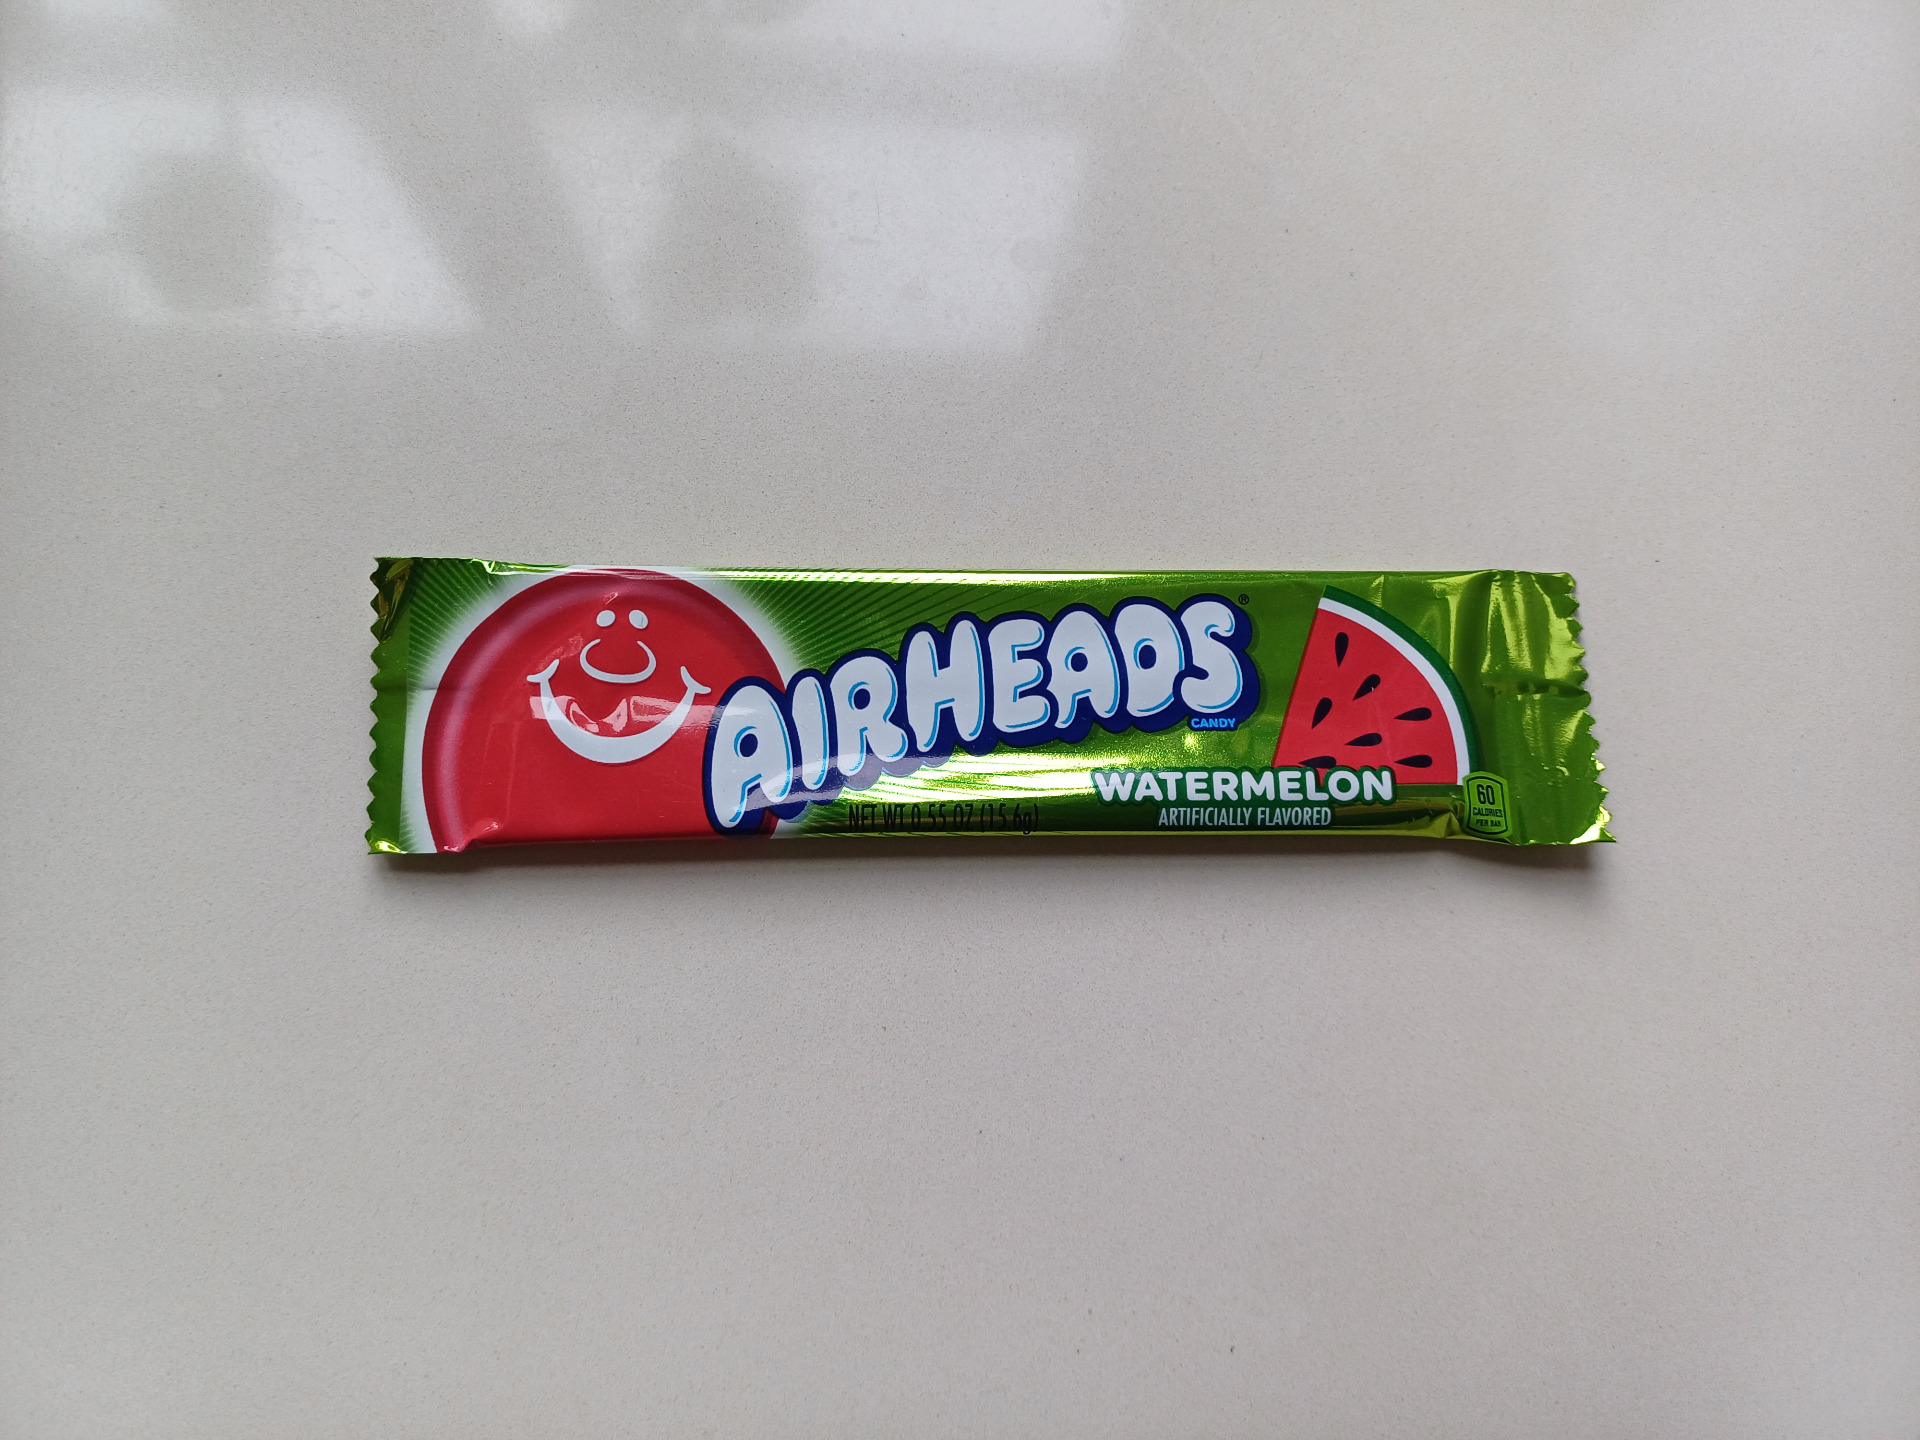 AIRHEADS®
CANDY
WATERMELON
ARTIFICIALLY FLAVORED
NET WT 0.55 OZ (15.6g)
60
CALORIES
PER BAR